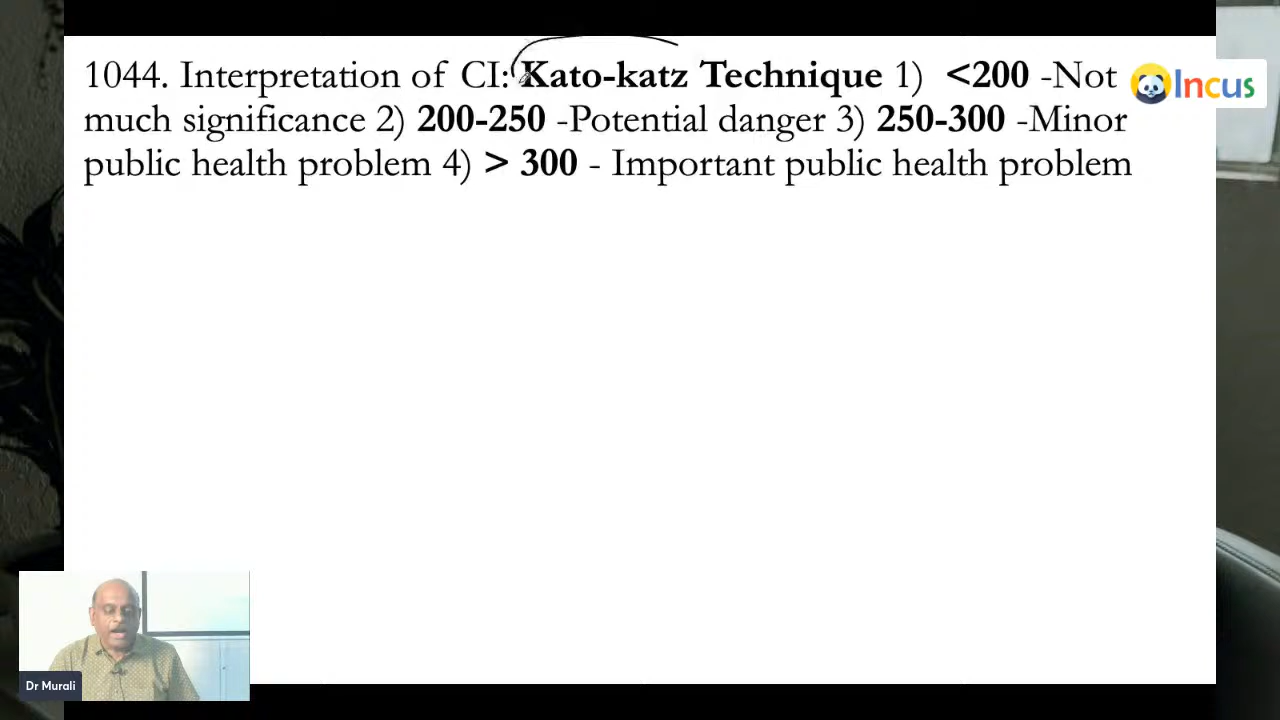 1044. Interpretation of CI: Kato-katz Technique 1) <200 -Not
much significance 2) 200-250 -Potential danger 3) 250-300 -Minor
public health problem 4) > 300 - Important public health problem
Incus
Dr Murali